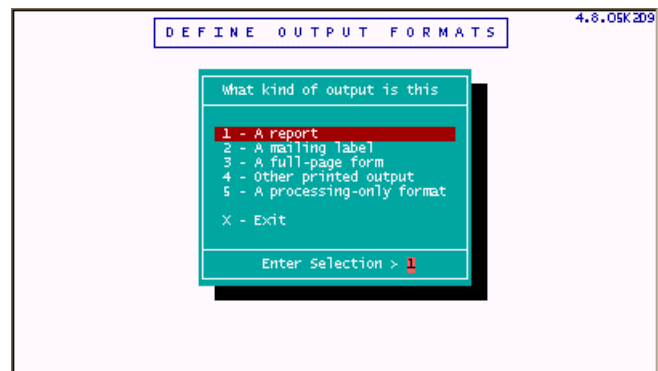 4.8.05K2D9
DEFINE OUTPUT FORMATS
What kind of output is this
1 - A report
2 - A mailing label
3 - A full-page form
4 - Other printed output
5 - A processing-only format
X - Exit
Enter Selection > 1